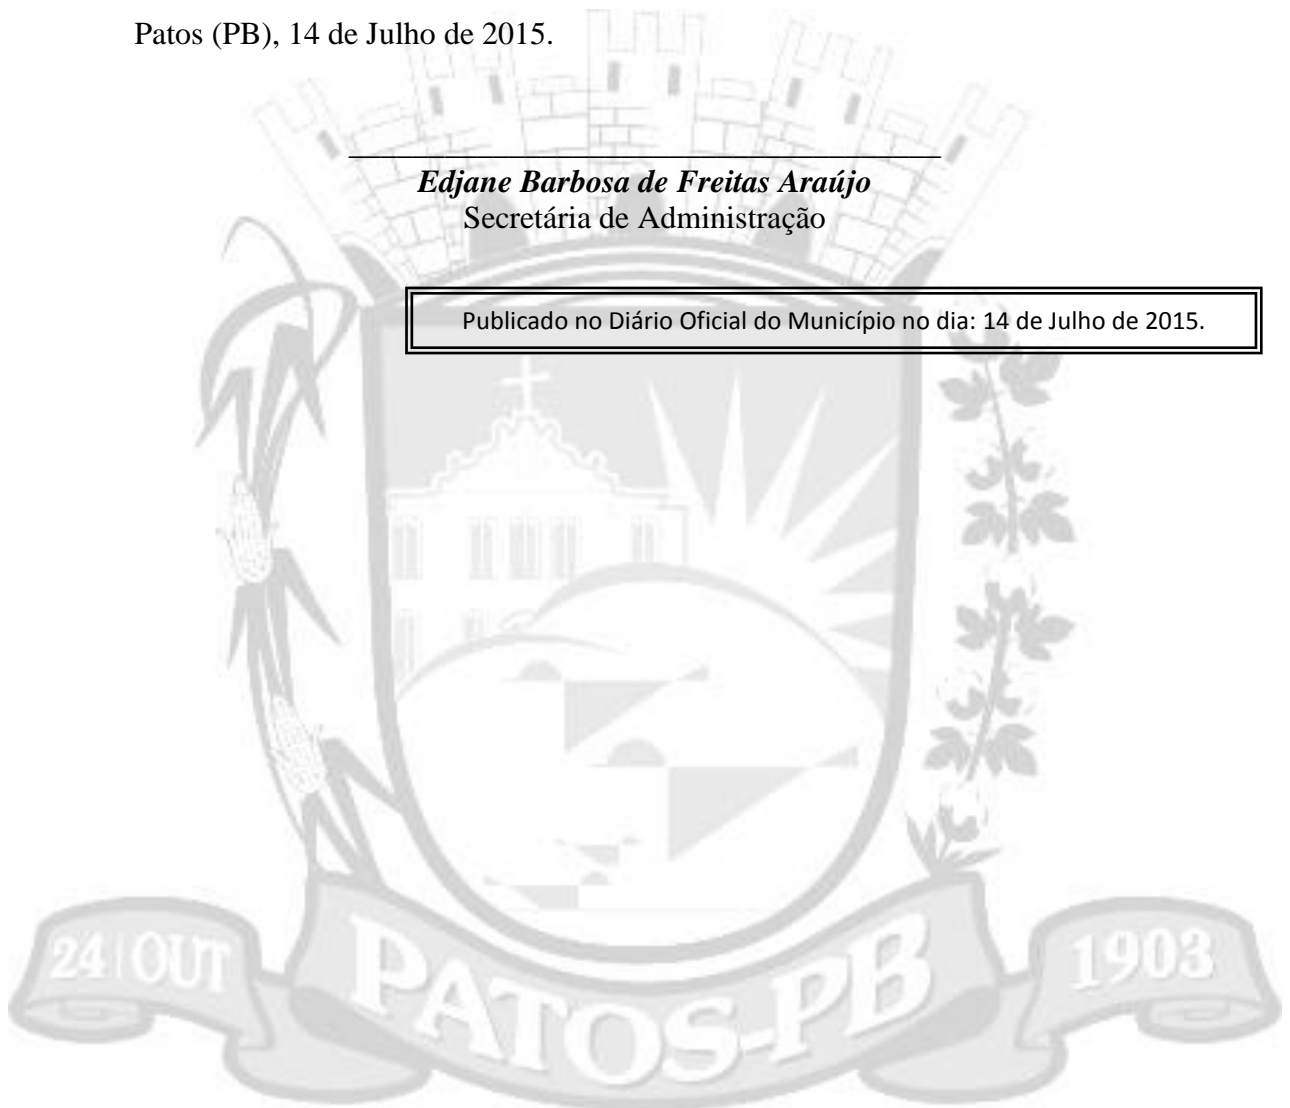 Patos (PB), 14 de Julho de 2015.
_____________________________________
Edjane Barbosa de Freitas Araújo
Secretária de Administração
Publicado no Diário Oficial do Município no dia: 14 de Julho de 2015.
24 | OUT
PATOS-PB
1903